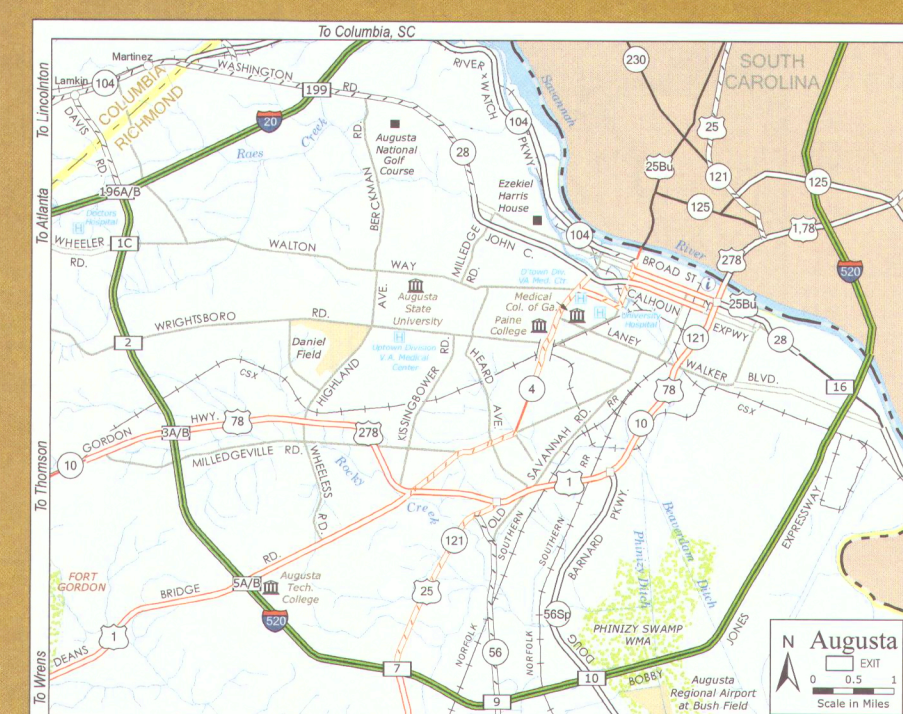 To Columbia, SC
To Lincolnton
To Atlanta
To Thomson
To Wrens
Martinez
Lamkin
104
COLUMBIA
RICHMOND
WASHINGTON
RD.
199
DAVIS
RD.
20
Raes
Creek
RD.
BERCKMAN
AVE.
Augusta
National
Golf
Course
RIVER WATCH
PKWY
104
28
Savannah
230
SOUTH
CAROLINA
25
25Bu
121
125
125
1,78
520
Ezekiel
Harris
House
104
River
278
196A/B
Doctors
Hospital
H
WHEELER
RD.
1C
WALTON
WAY
MILLEDGE
RD.
JOHN C.
CALHOUN
EXPWY
BROAD ST
i
25Bu
28
16
Augusta
State
University
Medical
Col. of Ga.
Paine
College
H
H
University
Hospital
LANEY
WALKER
BLVD.
121
78
10
CSX
2
WRIGHTSBORO
RD.
Daniel
Field
HIGHLAND
H
Uptown Division
V.A. Medical
Center
KISSINGBOWER
RD.
HEARD
AVE.
4
CSX
RR
SAVANNAH
RD.
OLD
RR
10
GORDON
HWY.
78
278
3A/B
MILLEDGEVILLE
RD.
WHEELESS
RD.
Rocky
Creek
1
121
25
SOUTHERN
NORFOLK
SOUTHERN
NORFOLK
DOUG
BARNARD
PKWY.
56Sp
56
Phinizy Ditch
Beaverdam
Ditch
EXPRESSWAY
JONES
BOBBY
FORT
GORDON
DEANS
BRIDGE
RD.
1
5A/B
Augusta
Tech.
College
520
7
9
10
PHINIZY SWAMP
WMA
Augusta
Regional Airport
at Bush Field
N
Augusta
EXIT
0 0.5 1
Scale in Miles